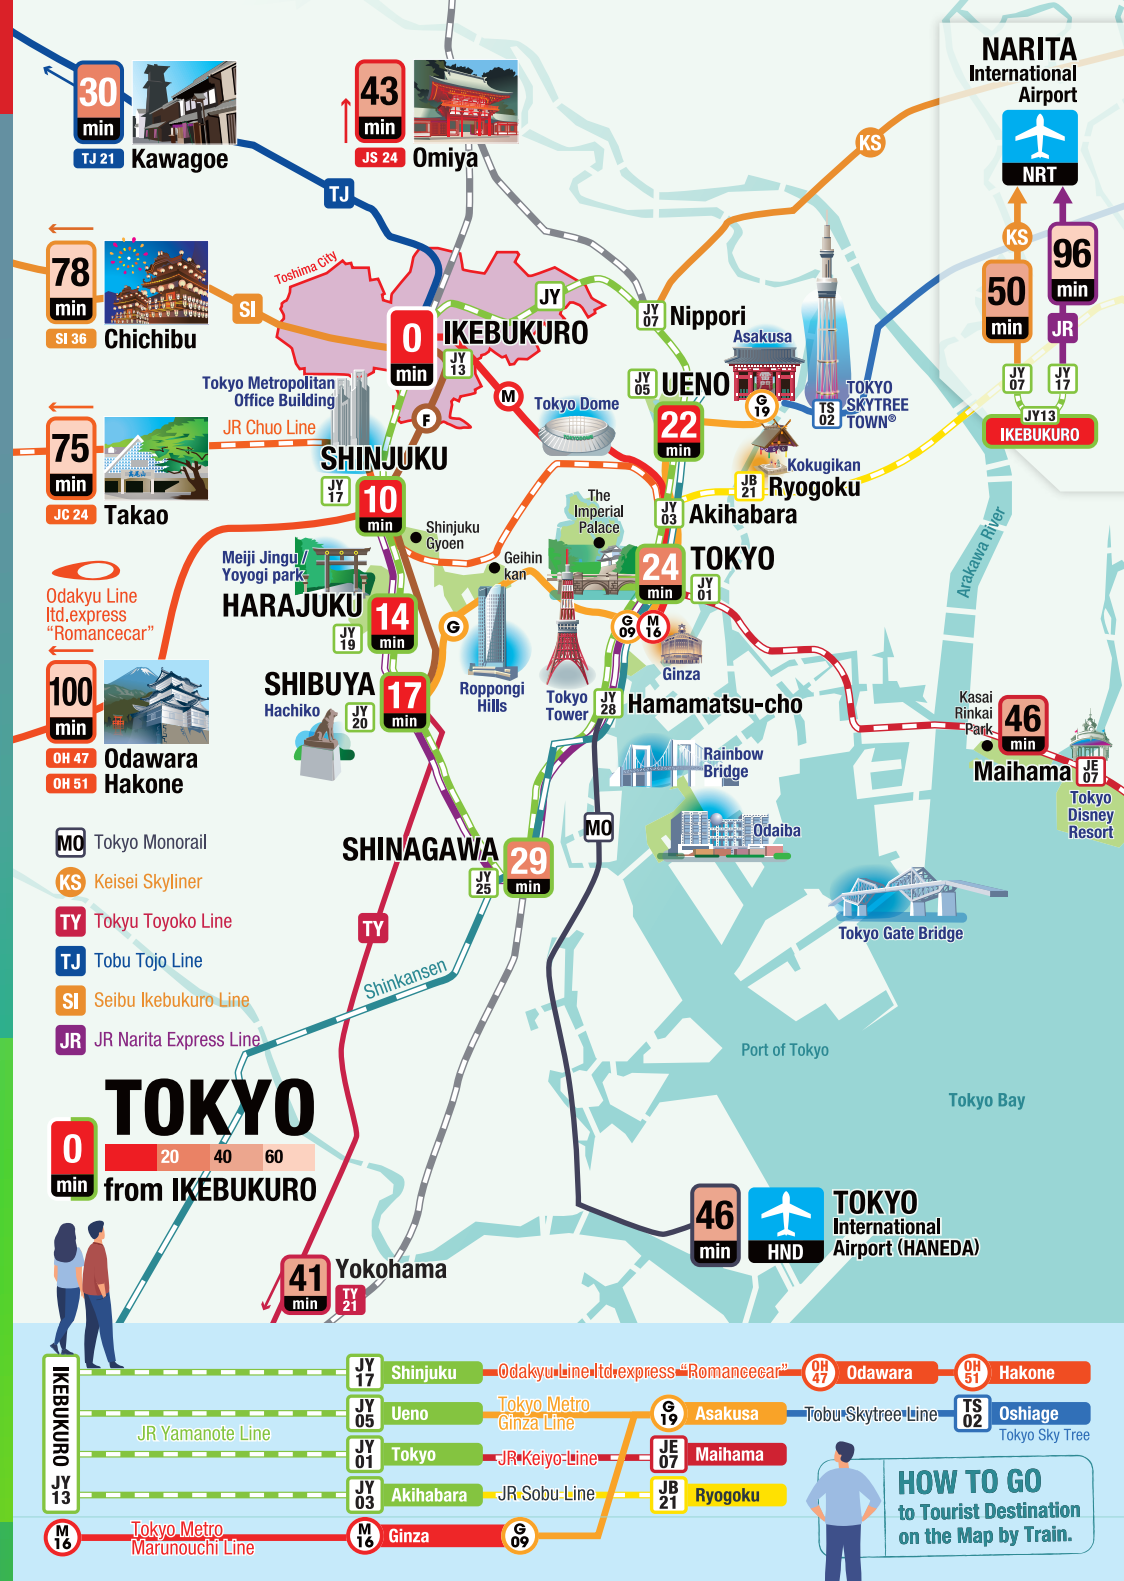 NARITA
International
Airport
NRT
KS
50
min
96
min
JR
JY
07
JY
17
JY13
IKEBUKURO
30
min
TJ 21
Kawagoe
43
min
JS 24
Omiya
TJ
KS
78
min
SI 36
Chichibu
SI
Toshima City
JY
0
min
IKEBUKURO
JY
13
JY
07
Nippori
Asakusa
JY
05
UENO
22
min
G
19
TS
02
TOKYO
SKYTREE
TOWN®
Tokyo Metropolitan
Office Building
JR Chuo Line
M
F
Tokyo Dome
TOKYODOME
75
min
JC 24
Takao
SHINJUKU
JY
17
10
min
Shinjuku
Gyoen
The
Imperial
Palace
JY
03
Akihabara
JB
21
Kokugikan
Ryogoku
Arakawa River
Odakyu Line
ltd.express
“Romancecar”
Meiji Jingu /
Yoyogi park
HARAJUKU
JY
19
14
min
Geihin
kan
24
min
TOKYO
JY
01
G
G
09
M
16
Ginza
100
min
OH 47
Odawara
OH 51
Hakone
SHIBUYA
Hachiko
JY
20
17
min
Roppongi
Hills
Tokyo
Tower
JY
28
Hamamatsu-cho
Rainbow
Bridge
Odaiba
Kasai
Rinkai
Park
46
min
Maihama
JE
07
Tokyo
Disney
Resort
MO
Tokyo Monorail
KS
Keisei Skyliner
TY
Tokyu Toyoko Line
TJ
Tobu Tojo Line
SI
Seibu Ikebukuro Line
JR
JR Narita Express Line
SHINAGAWA
JY
25
29
min
MO
TY
Shinkansen
Tokyo Gate Bridge
Port of Tokyo
Tokyo Bay
0
min
TOKYO
20 40 60
from IKEBUKURO
46
min
HND
TOKYO
International
Airport (HANEDA)
41
min
Yokohama
TY
21
IKEBUKURO
JY
13
JR Yamanote Line
JY
17
Shinjuku
Odakyu Line ltd.express “Romancecar”
OH
47
Odawara
OH
51
Hakone
JY
05
Ueno
Tokyo Metro
Ginza Line
G
19
Asakusa
Tobu Skytree Line
TS
02
Oshiage
Tokyo Sky Tree
JY
01
Tokyo
JR Keiyo Line
JE
07
Maihama
JY
03
Akihabara
JR Sobu Line
JB
21
Ryogoku
M
16
Tokyo Metro
Marunouchi Line
M
16
Ginza
G
09
HOW TO GO
to Tourist Destination
on the Map by Train.